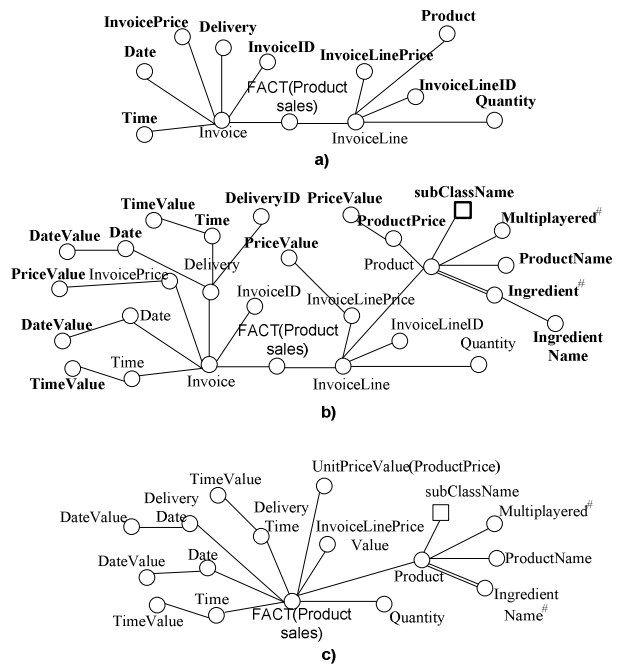 Product
InvoicePrice Delivery
Date
InvoiceID
InvoiceLinePrice
FACT(Product
sales)
InvoiceLineID
Quantity
Time
Invoice
InvoiceLine
a)
subClassName
TimeValue
DeliveryID
PriceValue
Time
ProductPrice
Multiplayered#
DateValue
Date
PriceValue
Delivery
Product
ProductName
PriceValue
InvoicePrice
InvoiceID
InvoiceLinePrice
Ingredient#
DateValue
Date
FACT(Product
sales)
InvoiceLineID
Ingredient
Name
Time
Quantity
TimeValue
Invoice
InvoiceLine
b)
UnitPriceValue(ProductPrice)
TimeValue
subClassName
Delivery
Date
Delivery
Time
DateValue
InvoiceLinePrice
Value
Multiplayered#
DateValue
Date
Product
ProductName
Ingredient
Name#
Time
TimeValue
FACT(Product
sales)
Quantity
c)